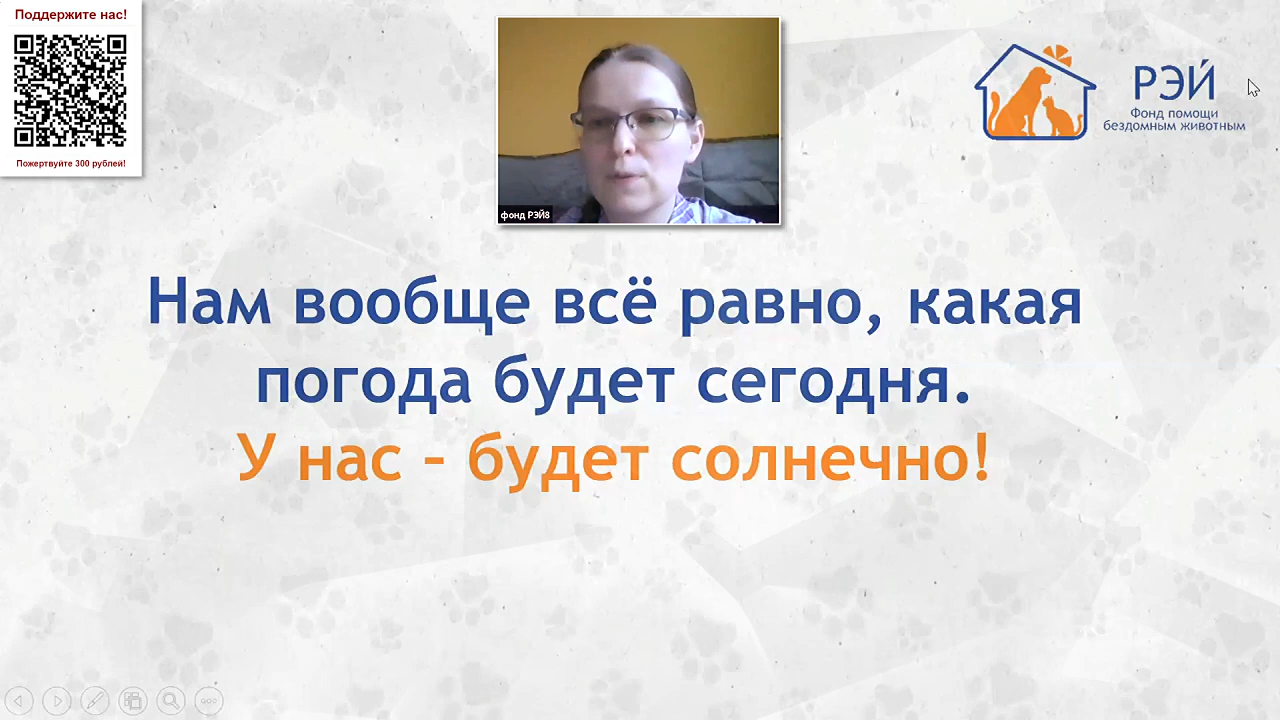 Поддержите нас!
Пожертвуйте 300 рублей!
фонд РЭЙ8
РЭЙ
Фонд помощи
бездомным животным
Нам вообще всё равно, какая
погода будет сегодня.
У нас – будет солнечно!